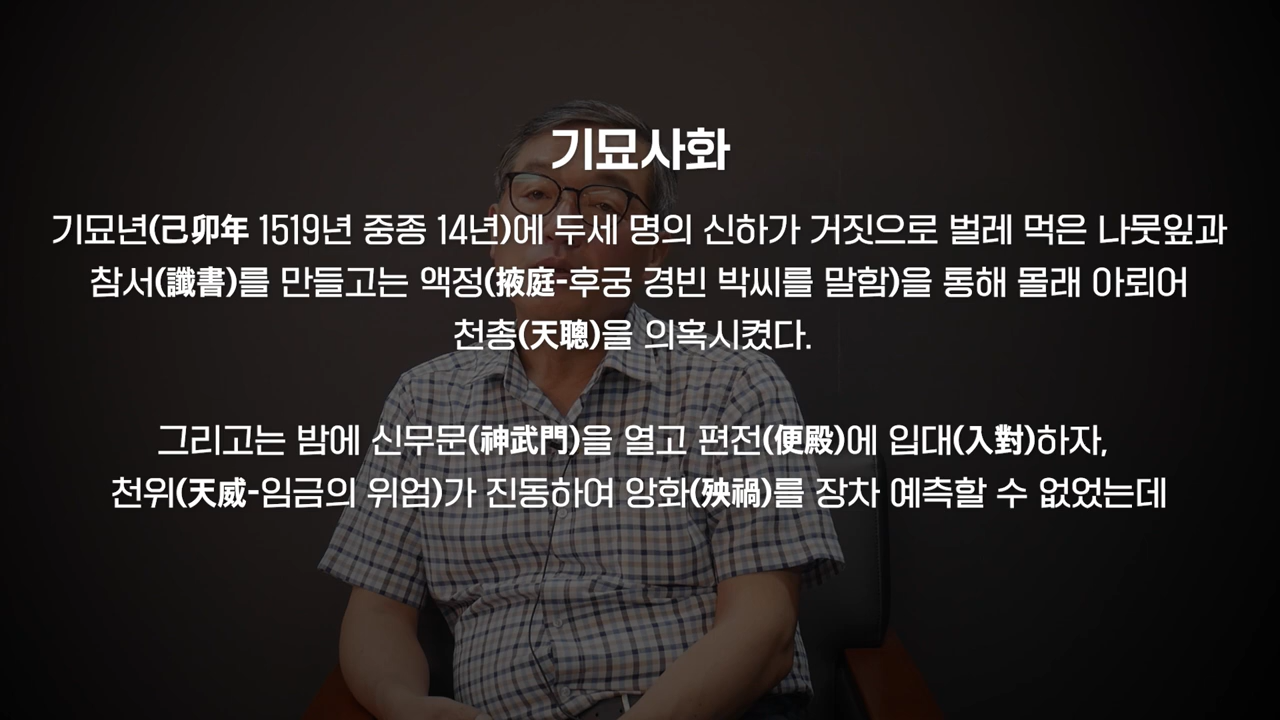 기묘사화
기묘년(己卯年 1519년 중종 14년)에 두세 명의 신하가 거짓으로 벌레 먹은 나뭇잎과
참서(讖書)를 만들고는 액정(掖庭-후궁 경빈 박씨를 말함)을 통해 몰래 아뢰어
천총(天聰)을 의혹시켰다.
그리고는 밤에 신무문(神武門)을 열고 편전(便殿)에 입대(入對)하자,
천위(天威-임금의 위엄)가 진동하여 앙화(殃禍)를 장차 예측할 수 없었는데